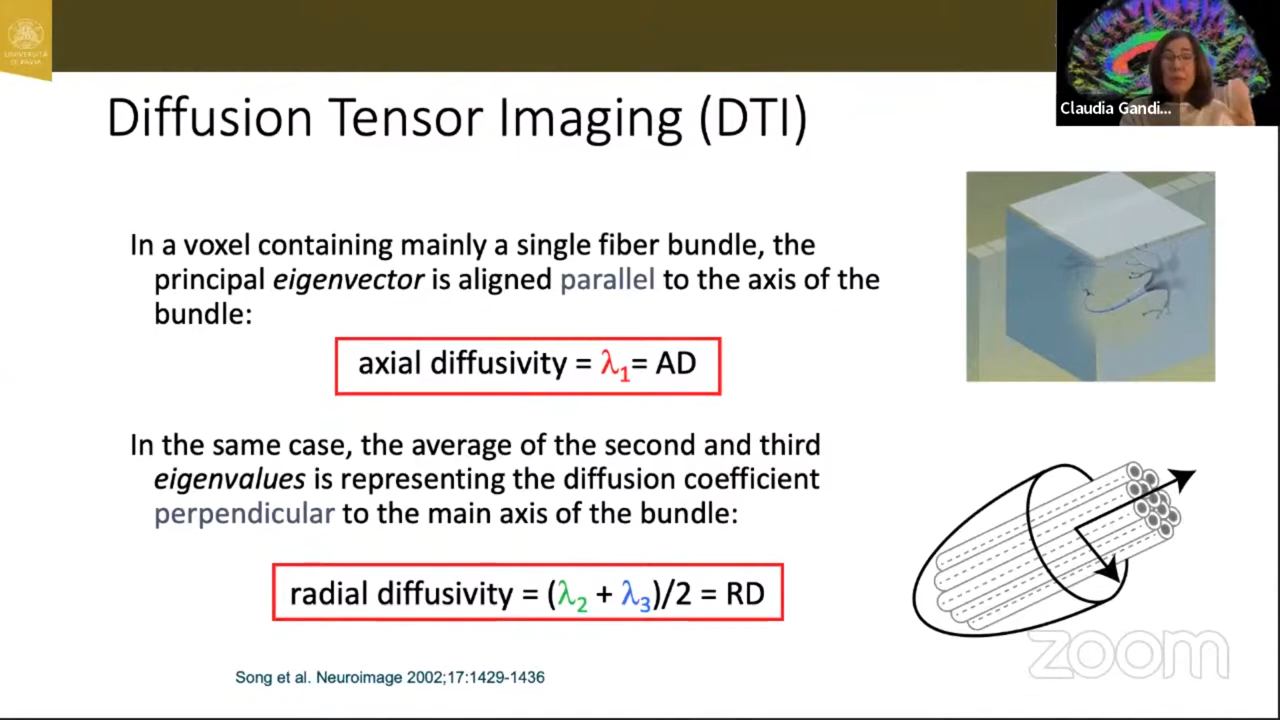 UNIVERSITÀ
DI PAVIA
Claudia Gandi...
Diffusion Tensor Imaging (DTI)
In a voxel containing mainly a single fiber bundle, the
principal eigenvector is aligned parallel to the axis of the
bundle:
axial diffusivity = λ1= AD
In the same case, the average of the second and third
eigenvalues is representing the diffusion coefficient
perpendicular to the main axis of the bundle:
radial diffusivity = (λ2 + λ3)/2 = RD
Song et al. Neuroimage 2002;17:1429-1436
zoom